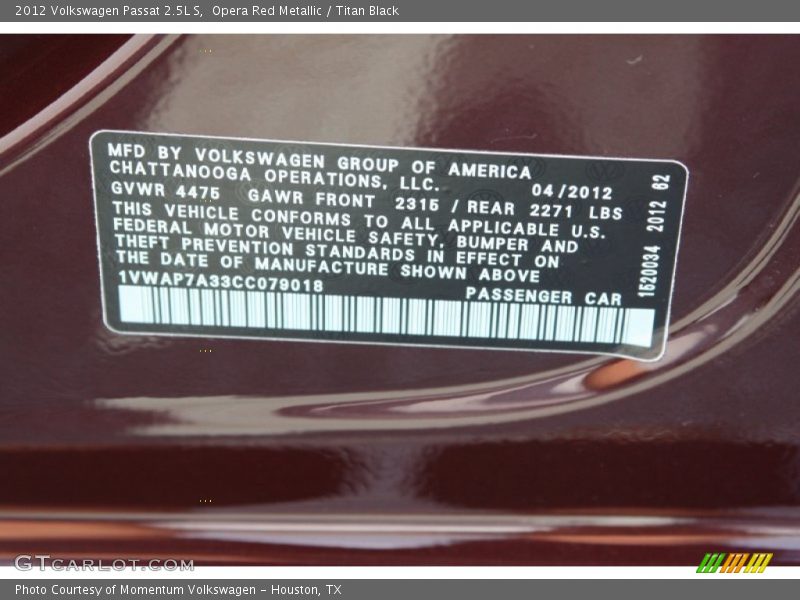 2012 Volkswagen Passat 2.5L S,  Opera Red Metallic / Titan Black
MFD BY VOLKSWAGEN GROUP OF AMERICA
CHATTANOOGA OPERATIONS, LLC.
04/2012
GVWR 4475 GAWR FRONT 2315 / REAR 2271 LBS
THIS VEHICLE CONFORMS TO ALL APPLICABLE U.S.
FEDERAL MOTOR VEHICLE SAFETY, BUMPER AND
THEFT PREVENTION STANDARDS IN EFFECT ON
THE DATE OF MANUFACTURE SHOWN ABOVE
1VWAP7A33CC079018 PASSENGER CAR
1620034 2012 62
GTCARLOT.COM
Photo Courtesy of Momentum Volkswagen – Houston, TX